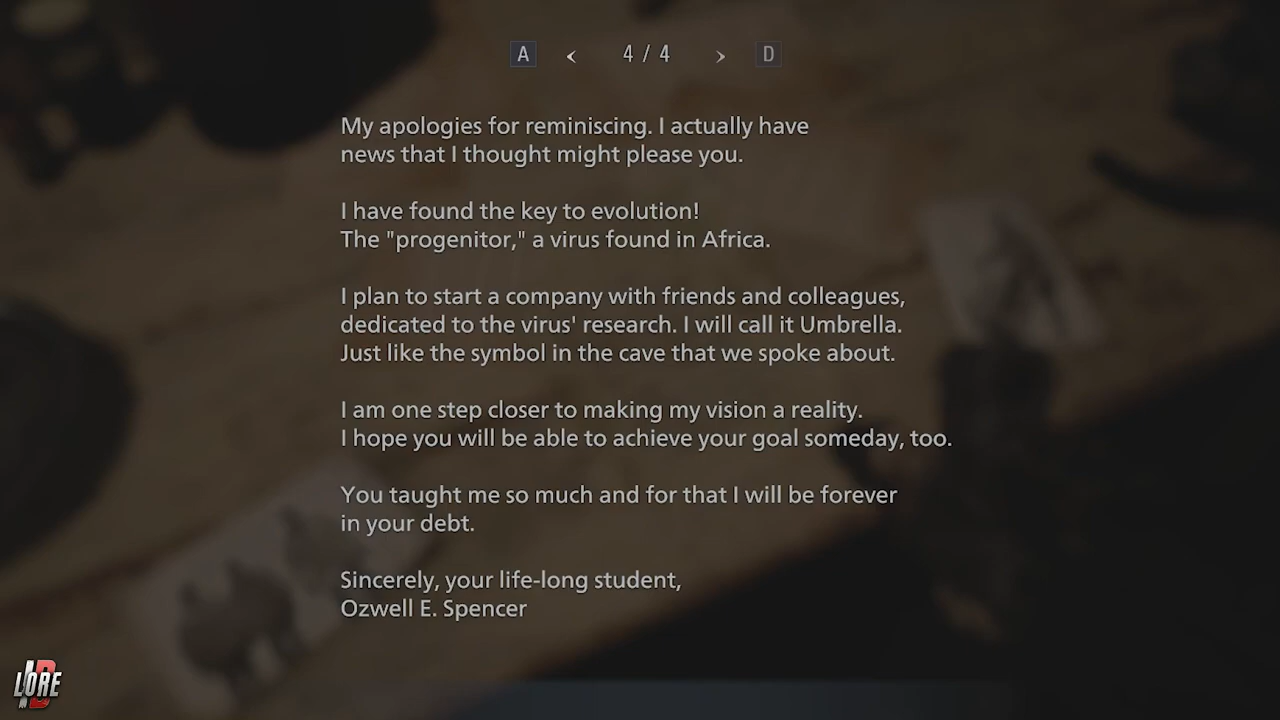 A < 4 / 4 > D
My apologies for reminiscing. I actually have
news that I thought might please you.
I have found the key to evolution!
The "progenitor," a virus found in Africa.
I plan to start a company with friends and colleagues,
dedicated to the virus' research. I will call it Umbrella.
Just like the symbol in the cave that we spoke about.
I am one step closer to making my vision a reality.
I hope you will be able to achieve your goal someday, too.
You taught me so much and for that I will be forever
in your debt.
Sincerely, your life-long student,
Ozwell E. Spencer
LORE